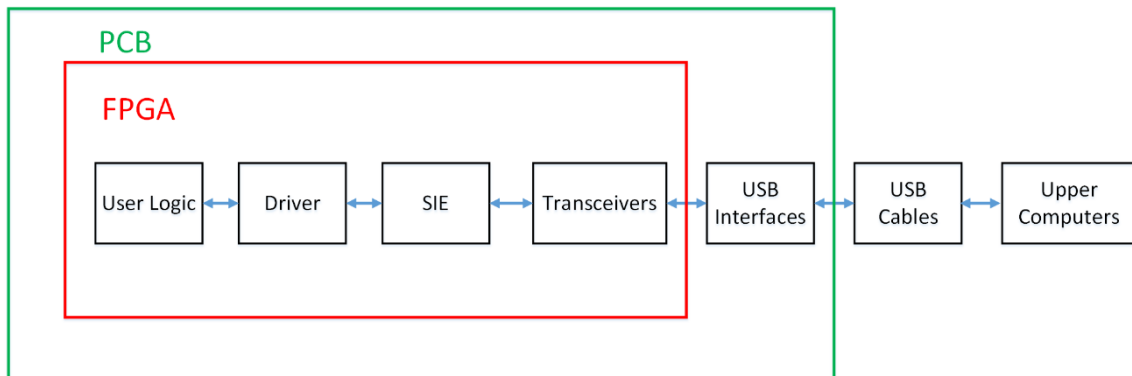 PCB
FPGA
User Logic
Driver
SIE
Transceivers
USB
Interfaces
USB
Cables
Upper
Computers